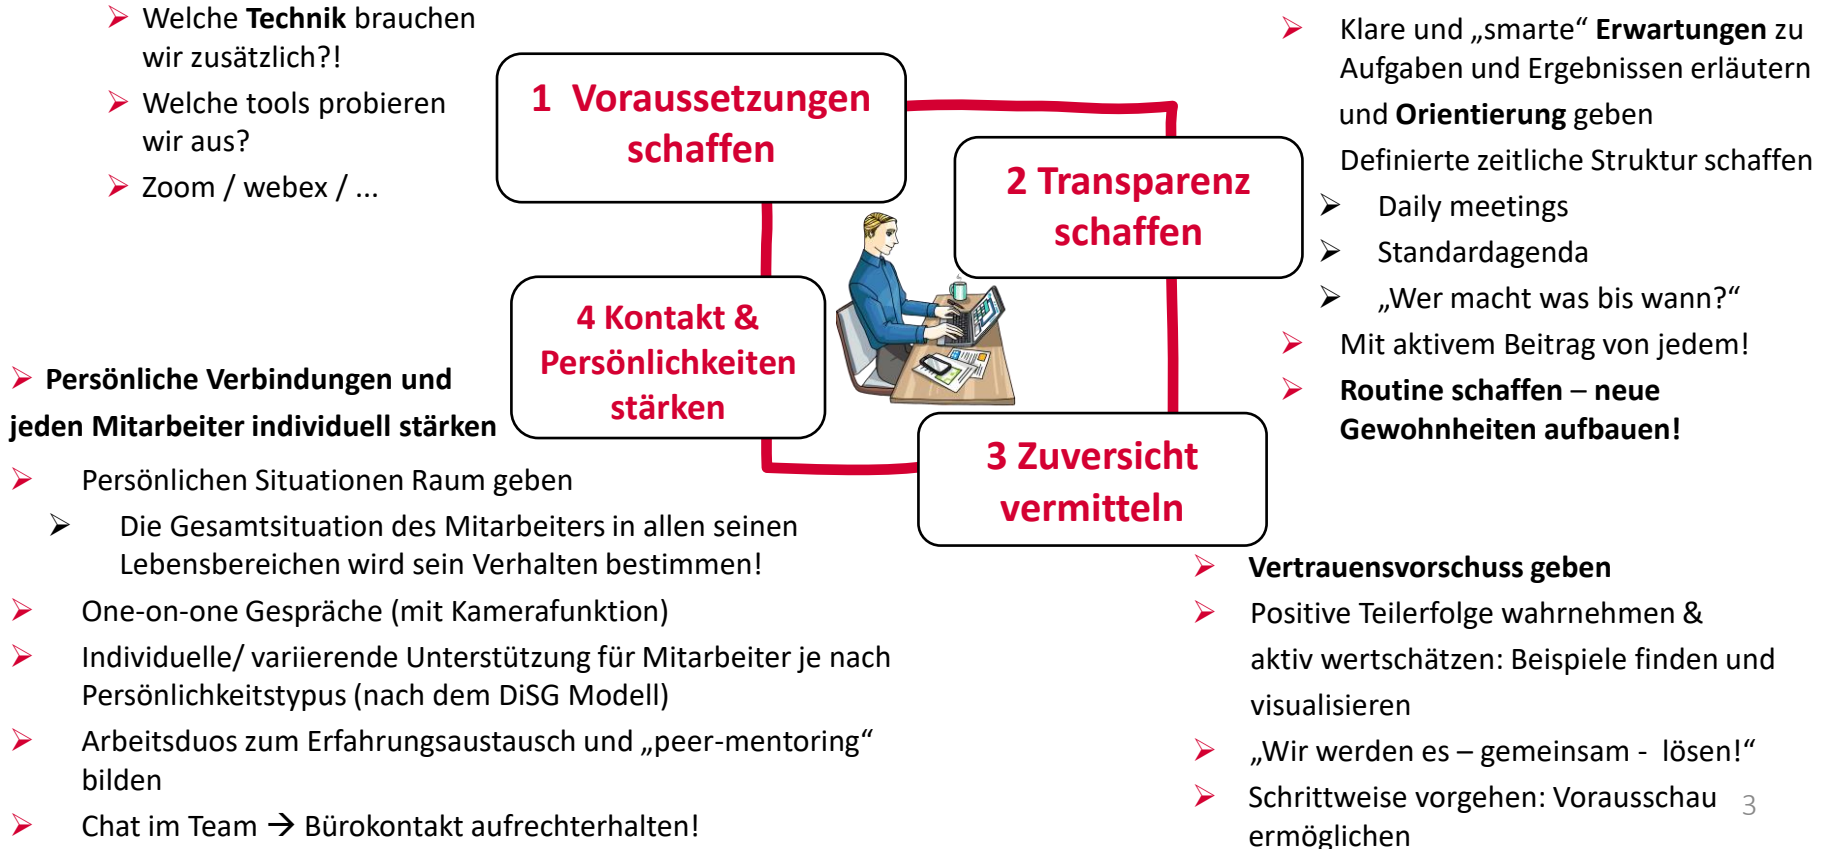 ➢ Welche Technik brauchen
wir zusätzlich?!
➢ Welche tools probieren
wir aus?
➢ Zoom / webex / ...
1 Voraussetzungen
schaffen
2 Transparenz
schaffen
➢ Klare und „smarte“ Erwartungen zu
Aufgaben und Ergebnissen erläutern
und Orientierung geben
Definierte zeitliche Struktur schaffen
➢ Daily meetings
➢ Standardagenda
➢ „Wer macht was bis wann?“
➢ Mit aktivem Beitrag von jedem!
➢ Routine schaffen – neue
Gewohnheiten aufbauen!
3 Zuversicht
vermitteln
➢ Vertrauensvorschuss geben
➢ Positive Teilerfolge wahrnehmen &
aktiv wertschätzen: Beispiele finden und
visualisieren
➢ „Wir werden es – gemeinsam - lösen!“
➢ Schrittweise vorgehen: Vorausschau
ermöglichen
4 Kontakt &
Persönlichkeiten
stärken
➢ Persönliche Verbindungen und
jeden Mitarbeiter individuell stärken
➢ Persönlichen Situationen Raum geben
➢ Die Gesamtsituation des Mitarbeiters in allen seinen
Lebensbereichen wird sein Verhalten bestimmen!
➢ One-on-one Gespräche (mit Kamerafunktion)
➢ Individuelle/ variierende Unterstützung für Mitarbeiter je nach
Persönlichkeitstypus (nach dem DiSG Modell)
➢ Arbeitsduos zum Erfahrungsaustausch und „peer-mentoring“
bilden
➢ Chat im Team → Bürokontakt aufrechterhalten!
3